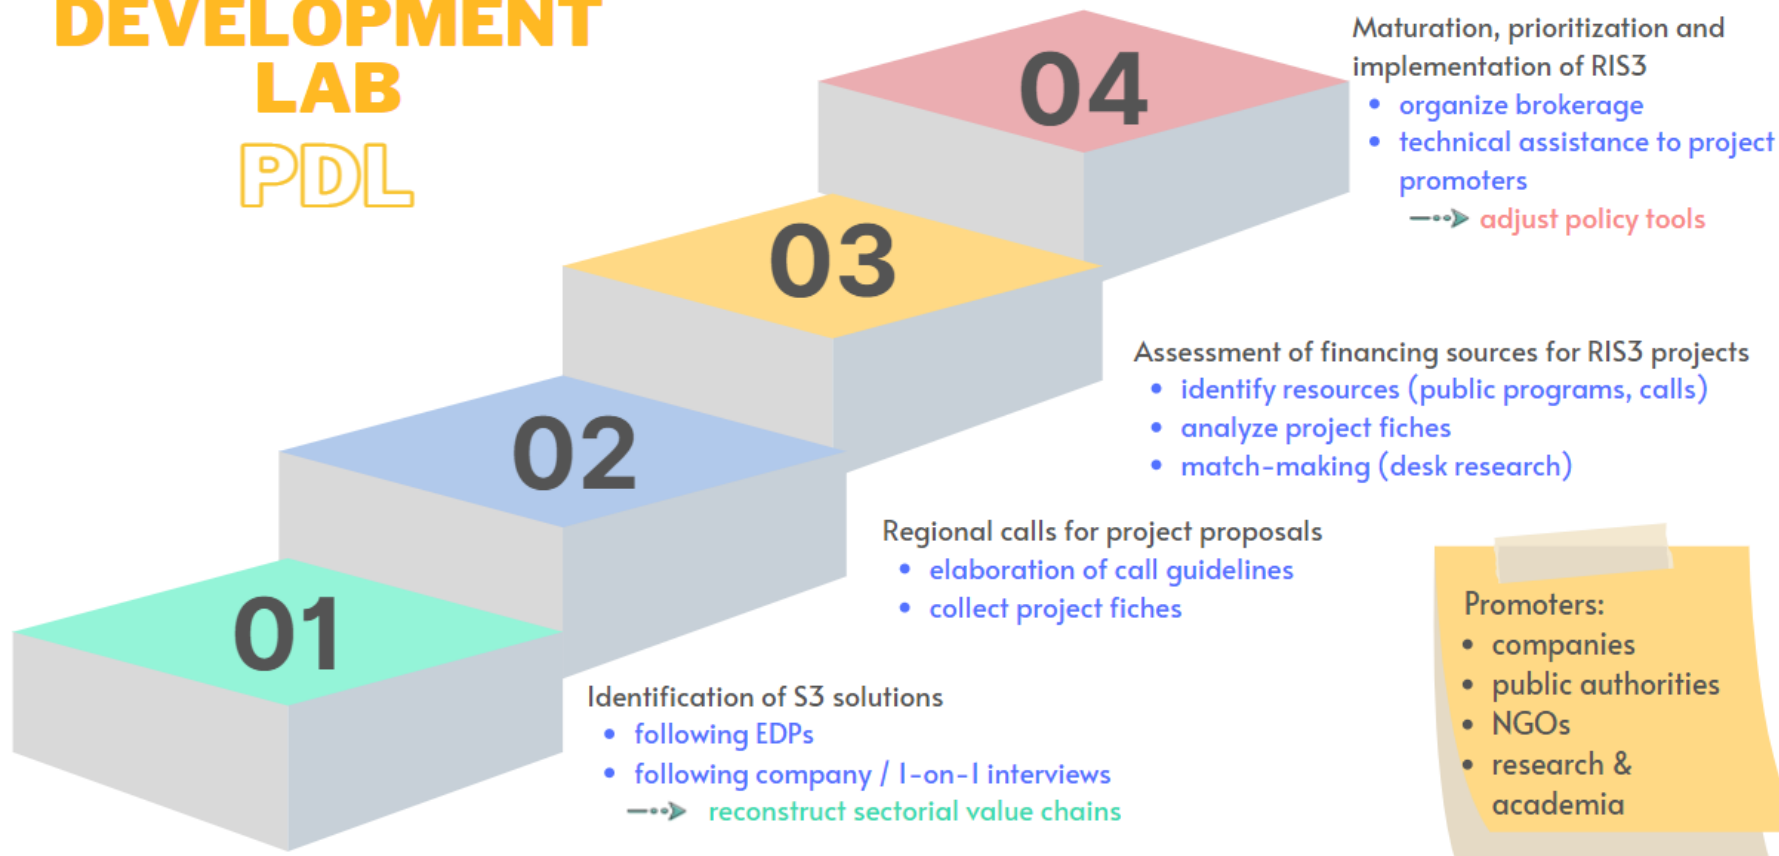 DEVELOPMENT
LAB
PDL
04
Maturation, prioritization and
implementation of RIS3
• organize brokerage
• technical assistance to project
promoters
adjust policy tools
03
Assessment of financing sources for RIS3 projects
• identify resources (public programs, calls)
• analyze project fiches
• match-making (desk research)
02
Regional calls for project proposals
• elaboration of call guidelines
• collect project fiches
01
Identification of S3 solutions
• following EDPs
• following company / 1-on-1 interviews
reconstruct sectorial value chains
Promoters:
• companies
• public authorities
• NGOs
• research &
academia